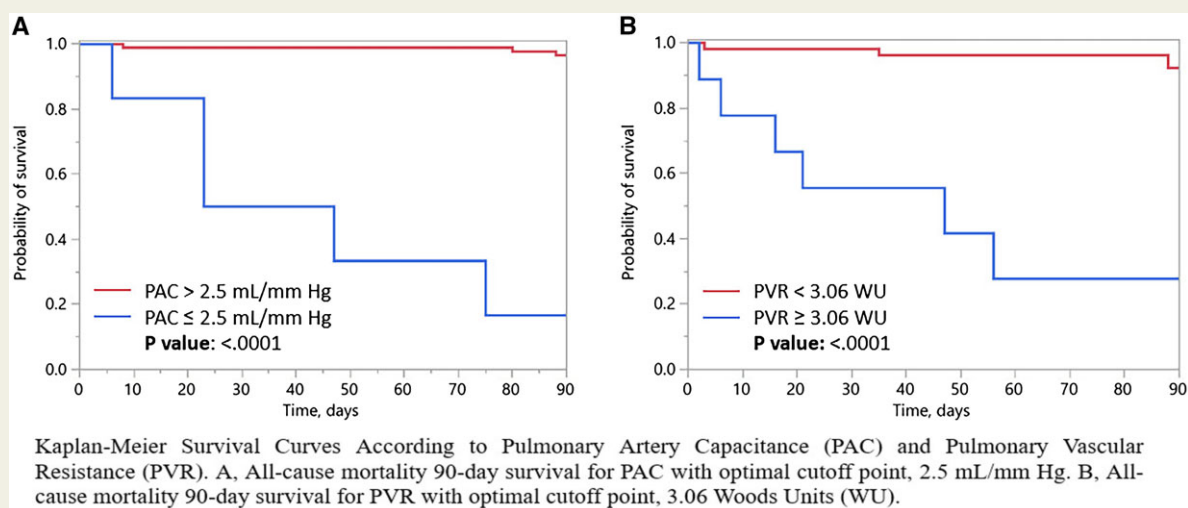 A
1.0
0.8
0.6
0.4
0.2
0.0
Probability of survival
PAC > 2.5 mL/mm Hg
PAC ≤ 2.5 mL/mm Hg
P value: <.0001
0 10 20 30 40 50 60 70 80 90
Time, days
B
1.0
0.8
0.6
0.4
0.2
0.0
Probability of survival
PVR < 3.06 WU
PVR ≥ 3.06 WU
P value: <.0001
0 10 20 30 40 50 60 70 80 90
Time, days
Kaplan-Meier Survival Curves According to Pulmonary Artery Capacitance (PAC) and Pulmonary Vascular
Resistance (PVR). A, All-cause mortality 90-day survival for PAC with optimal cutoff point, 2.5 mL/mm Hg. B, All-
cause mortality 90-day survival for PVR with optimal cutoff point, 3.06 Woods Units (WU).